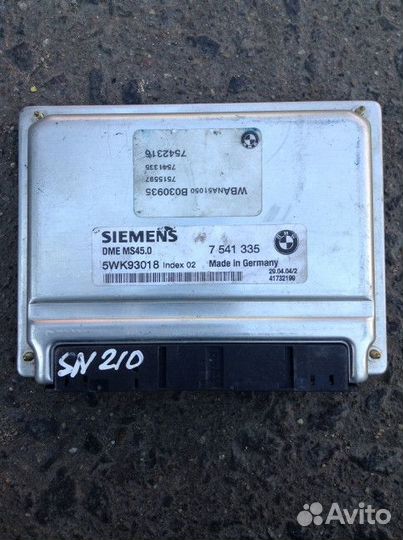 7542316
7541335
7515597
WBANA51050 B030935
SIEMENS
DME MS45.0
7 541 335
5WK93018 Index 02
Made in Germany
29.04.04/2
41732199
SN 210
Avito